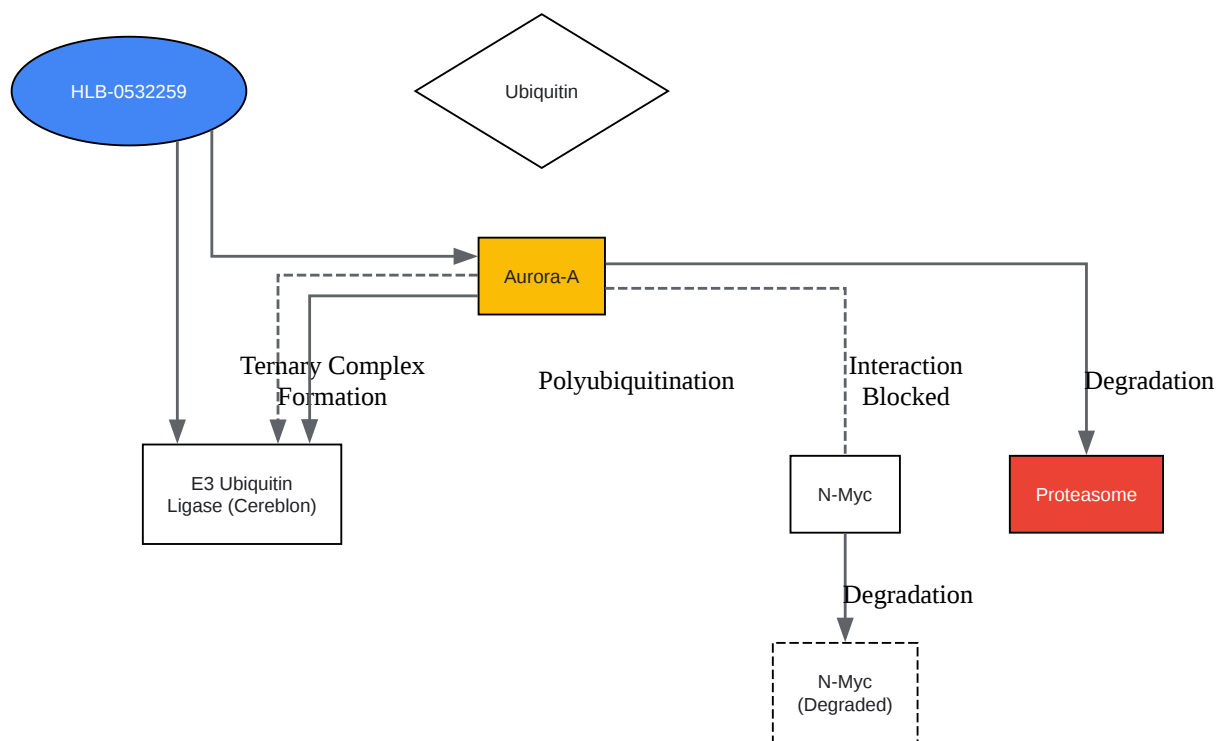 HLB-0532259
Ubiquitin
Aurora-A
Ternary Complex
Formation
Polyubiquitination
Interaction
Blocked
Degradation
E3 Ubiquitin
Ligase (Cereblon)
N-Myc
Proteasome
Degradation
N-Myc
(Degraded)